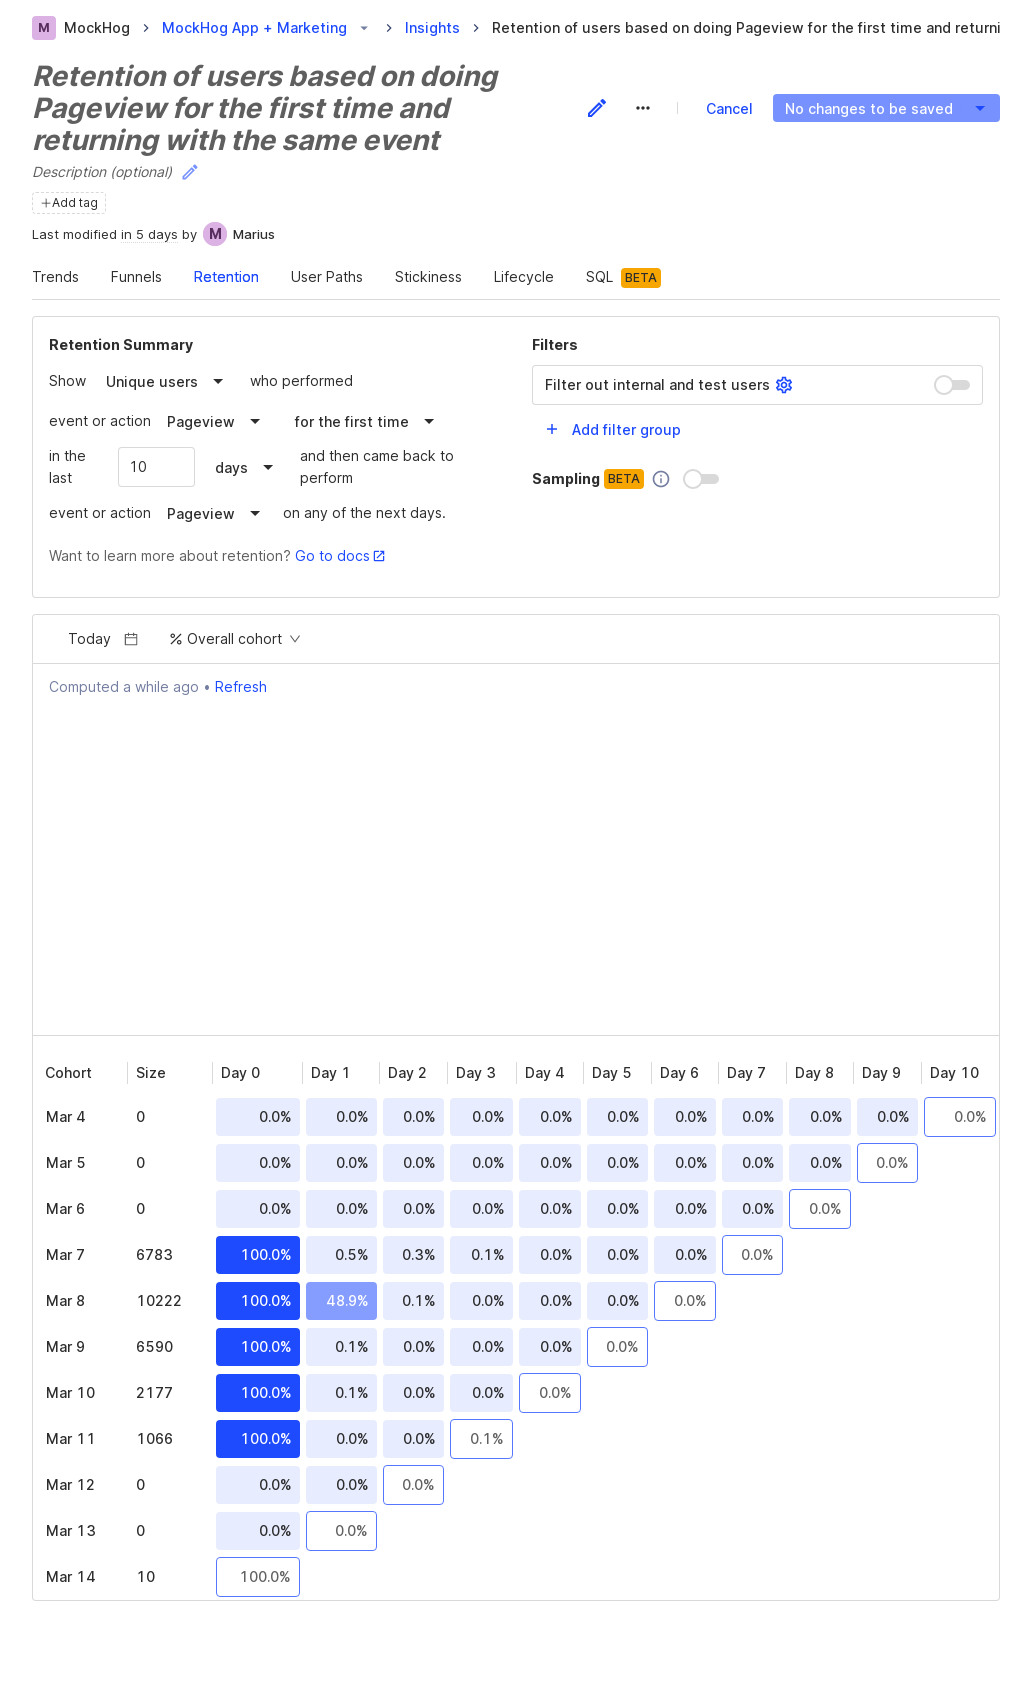 M MockHog > MockHog App + Marketing > Insights > Retention of users based on doing Pageview for the first time and returni
Retention of users based on doing
Pageview for the first time and
returning with the same event
Cancel No changes to be saved
Description (optional)
+Add tag
Last modified in 5 days by M Marius
Trends Funnels Retention User Paths Stickiness Lifecycle SQL BETA
Retention Summary
Show Unique users who performed
event or action Pageview for the first time
in the last 10 days and then came back to perform
event or action Pageview on any of the next days.
Want to learn more about retention? Go to docs
Filters
Filter out internal and test users
+ Add filter group
Sampling BETA
Today % Overall cohort
Computed a while ago • Refresh
Cohort Size Day 0 Day 1 Day 2 Day 3 Day 4 Day 5 Day 6 Day 7 Day 8 Day 9 Day 10
Mar 4 0 0.0% 0.0% 0.0% 0.0% 0.0% 0.0% 0.0% 0.0% 0.0% 0.0% 0.0%
Mar 5 0 0.0% 0.0% 0.0% 0.0% 0.0% 0.0% 0.0% 0.0% 0.0% 0.0%
Mar 6 0 0.0% 0.0% 0.0% 0.0% 0.0% 0.0% 0.0% 0.0% 0.0%
Mar 7 6783 100.0% 0.5% 0.3% 0.1% 0.0% 0.0% 0.0% 0.0%
Mar 8 10222 100.0% 48.9% 0.1% 0.0% 0.0% 0.0% 0.0%
Mar 9 6590 100.0% 0.1% 0.0% 0.0% 0.0% 0.0%
Mar 10 2177 100.0% 0.1% 0.0% 0.0% 0.0%
Mar 11 1066 100.0% 0.0% 0.0% 0.1%
Mar 12 0 0.0% 0.0% 0.0%
Mar 13 0 0.0% 0.0%
Mar 14 10 100.0%